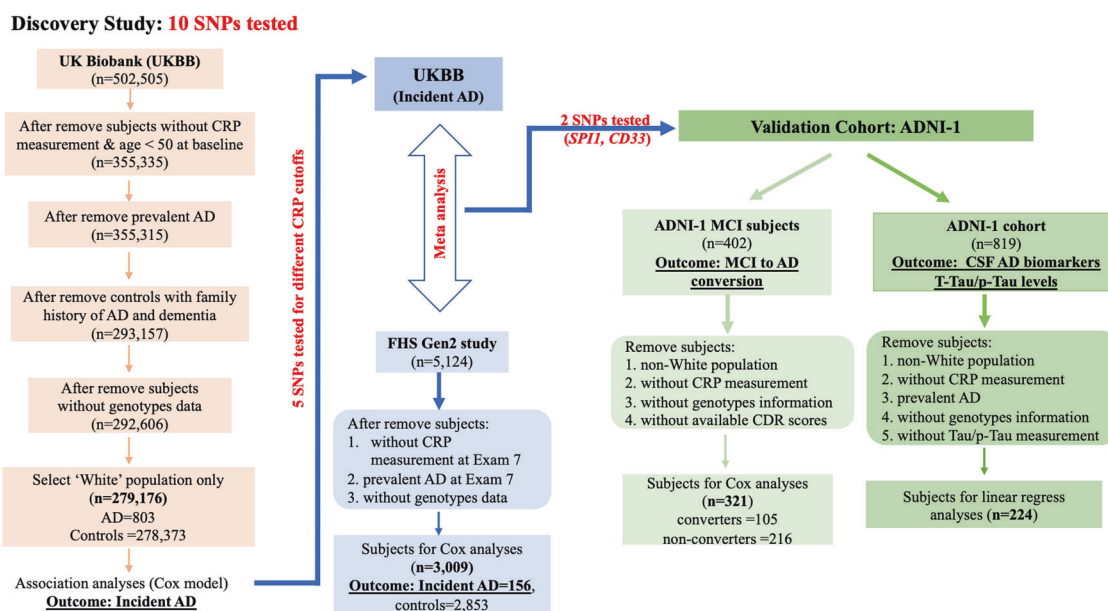 Discovery Study: 10 SNPs tested
UK Biobank (UKBB)
(n=502,505)
After remove subjects without CRP
measurement & age < 50 at baseline
(n=355,335)
After remove prevalent AD
(n=355,315)
After remove controls with family
history of AD and dementia
(n=293,157)
After remove subjects
without genotypes data
(n=292,606)
Select ‘White’ population only
(n=279,176)
AD=803
Controls =278,373
Association analyses (Cox model)
Outcome: Incident AD
5 SNPs tested for different CRP cutoffs
UKBB
(Incident AD)
Meta analysis
FHS Gen2 study
(n=5,124)
After remove subjects:
1. without CRP
measurement at Exam 7
2. prevalent AD at Exam 7
3. without genotypes data
Subjects for Cox analyses
(n=3,009)
Outcome: Incident AD=156,
controls=2,853
2 SNPs tested
(SPI1, CD33)
Validation Cohort: ADNI-1
ADNI-1 MCI subjects
(n=402)
Outcome: MCI to AD
conversion
Remove subjects:
1. non-White population
2. without CRP measurement
3. without genotypes information
4. without available CDR scores
Subjects for Cox analyses
(n=321)
converters =105
non-converters =216
ADNI-1 cohort
(n=819)
Outcome: CSF AD biomarkers
T-Tau/p-Tau levels
Remove subjects:
1. non-White population
2. without CRP measurement
3. prevalent AD
4. without genotypes information
5. without Tau/p-Tau measurement
Subjects for linear regress
analyses (n=224)